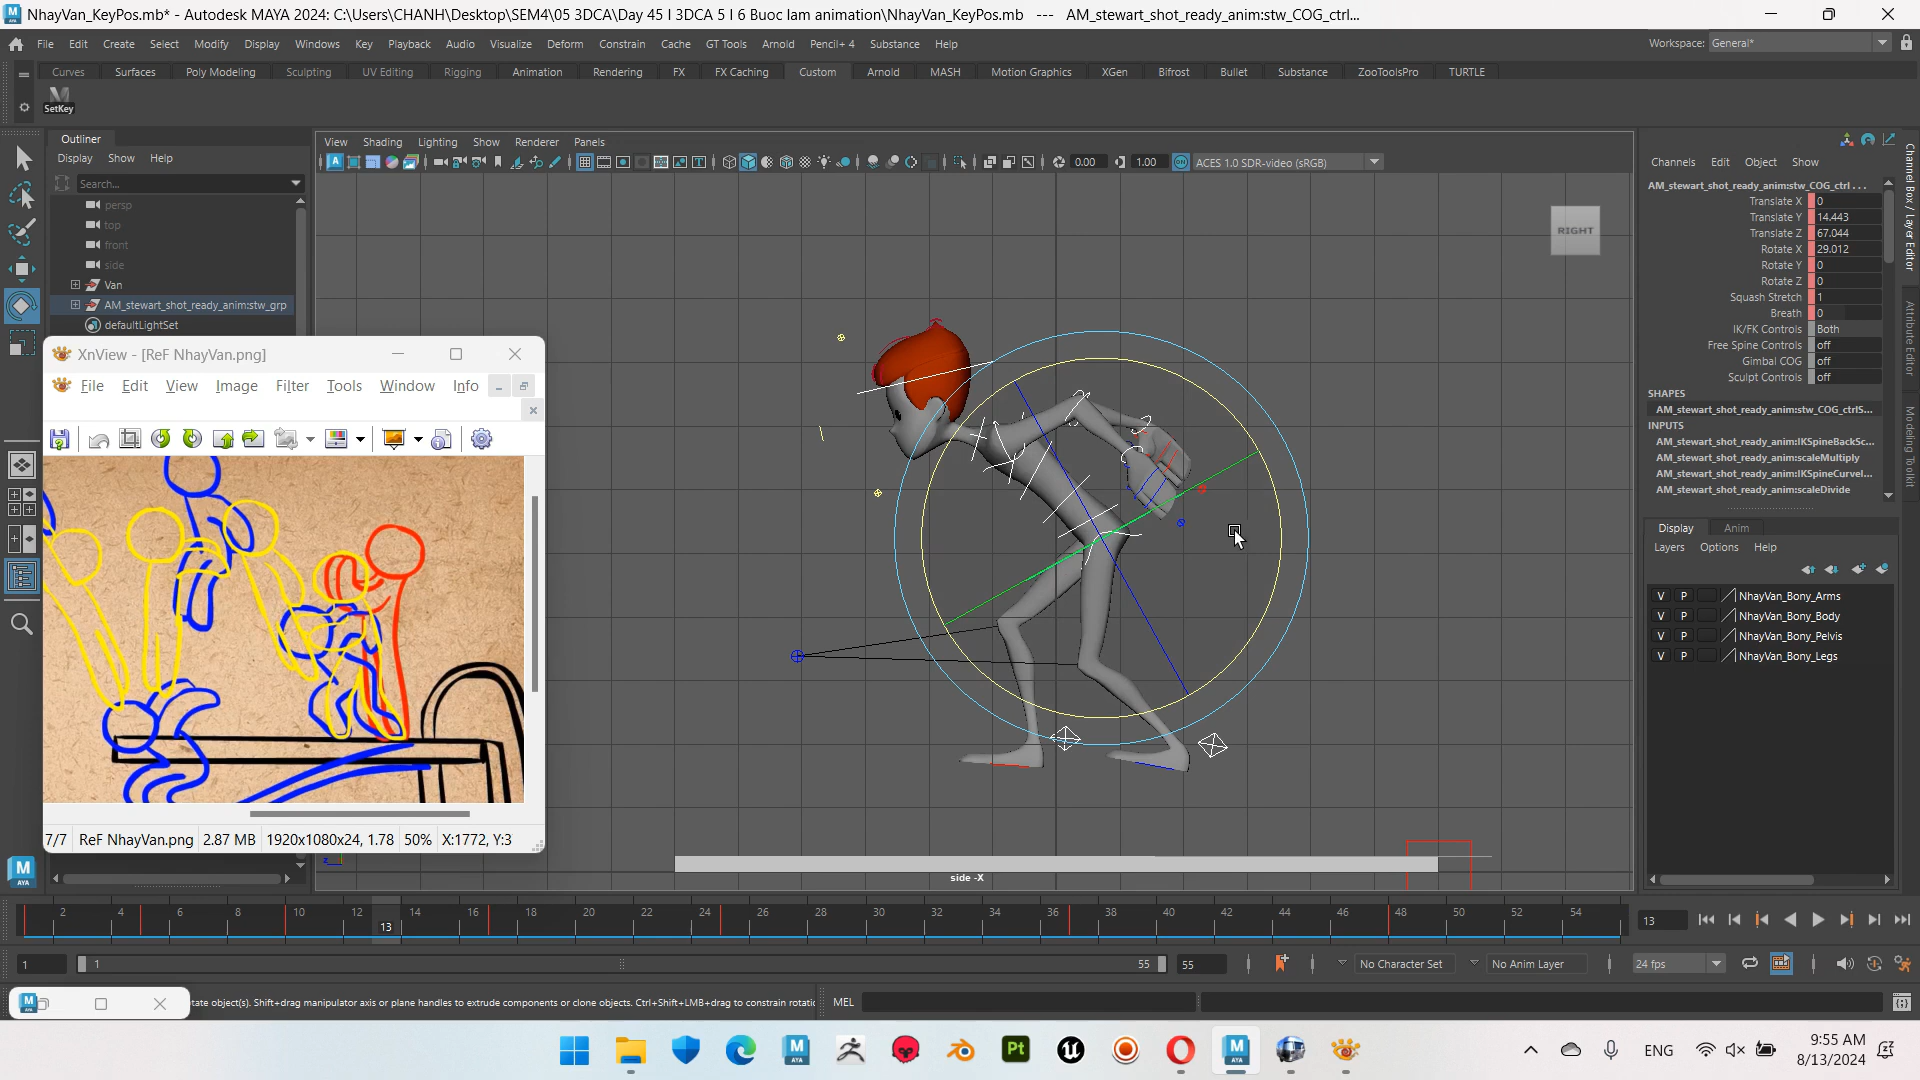 NhayVan_KeyPos.mb* - Autodesk MAYA 2024: C:\Users\CHANH\Desktop\SEM4\05 3DCA\Day 45 I 3DCA 5 I 6 Buoc lam animation\NhayVan_KeyPos.mb --- AM_stewart_shot_ready_anim:stw_COG_ctrl...
File Edit Create Select Modify Display Windows Key Playback Audio Visualize Deform Constrain Cache GT Tools Arnold Pencil+ 4 Substance Help
Workspace: General*
Curves Surfaces Poly Modeling Sculpting UV Editing Rigging Animation Rendering FX FX Caching Custom Arnold MASH Motion Graphics XGen Bifrost Bullet Substance ZooToolsPro TURTLE
SetKey
Outliner
Display Show Help
Search...
persp
top
front
side
Van
AM_stewart_shot_ready_anim:stw_grp
defaultLightSet
View Shading Lighting Show Renderer Panels
0.00 1.00 ACES 1.0 SDR-video (sRGB)
RIGHT
side -X
XnView - [ReF NhayVan.png]
File Edit View Image Filter Tools Window Info
7/7 ReF NhayVan.png 2.87 MB 1920x1080x24, 1.78 50% X:1772, Y:3
Channels Edit Object Show
AM_stewart_shot_ready_anim:stw_COG_ctrl . . .
Translate X 0
Translate Y 14.443
Translate Z 67.044
Rotate X 29.012
Rotate Y 0
Rotate Z 0
Squash Stretch 1
Breath 0
IK/FK Controls Both
Free Spine Controls off
Gimbal COG off
Sculpt Controls off
SHAPES
AM_stewart_shot_ready_anim:stw_COG_ctrlS...
INPUTS
AM_stewart_shot_ready_anim:IKSpineBackSc...
AM_stewart_shot_ready_anim:scaleMultiply
AM_stewart_shot_ready_anim:IKSpineCurveI...
AM_stewart_shot_ready_anim:scaleDivide
Display Anim
Layers Options Help
V P NhayVan_Bony_Arms
V P NhayVan_Bony_Body
V P NhayVan_Bony_Pelvis
V P NhayVan_Bony_Legs
Channel Box / Layer Editor
Attribute Editor
Modeling Toolkit
2 4 6 8 10 12 13 14 16 18 20 22 24 26 28 30 32 34 36 38 40 42 44 46 48 50 52 54
13
1 1 55 55 No Character Set No Anim Layer 24 fps
tate object(s). Shift+drag manipulator axis or plane handles to extrude components or clone objects. Ctrl+Shift+LMB+drag to constrain rotati
MEL
ENG
9:55 AM
8/13/2024